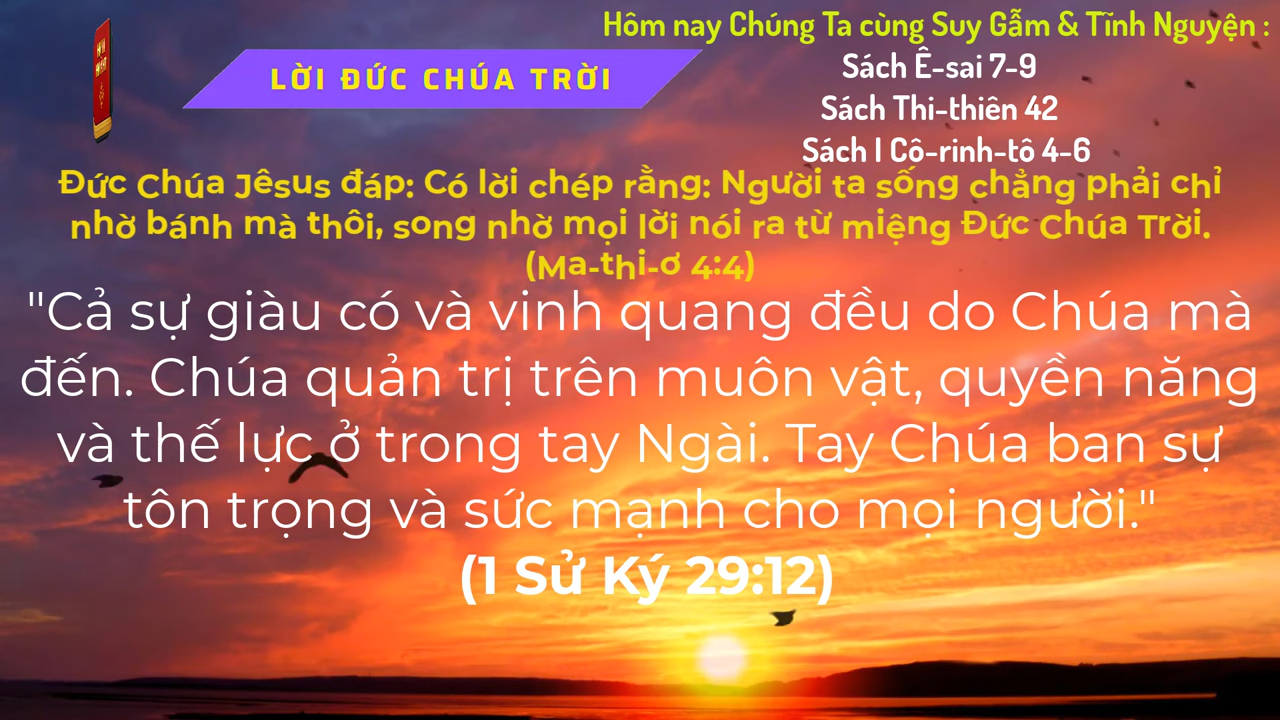 Hôm nay Chúng Ta cùng Suy Gẫm & Tĩnh Nguyện :
Sách Ê-sai 7-9
Sách Thi-thiên 42
Sách I Cô-rinh-tô 4-6
LỜI ĐỨC CHÚA TRỜI
Đức Chúa Jêsus đáp: Có lời chép rằng: Người ta sống chẳng phải chỉ
nhờ bánh mà thôi, song nhờ mọi lời nói ra từ miệng Đức Chúa Trời.
(Ma-thi-ơ 4:4)
"Cả sự giàu có và vinh quang đều do Chúa mà
đến. Chúa quản trị trên muôn vật, quyền năng
và thế lực ở trong tay Ngài. Tay Chúa ban sự
tôn trọng và sức mạnh cho mọi người."
(1 Sử Ký 29:12)